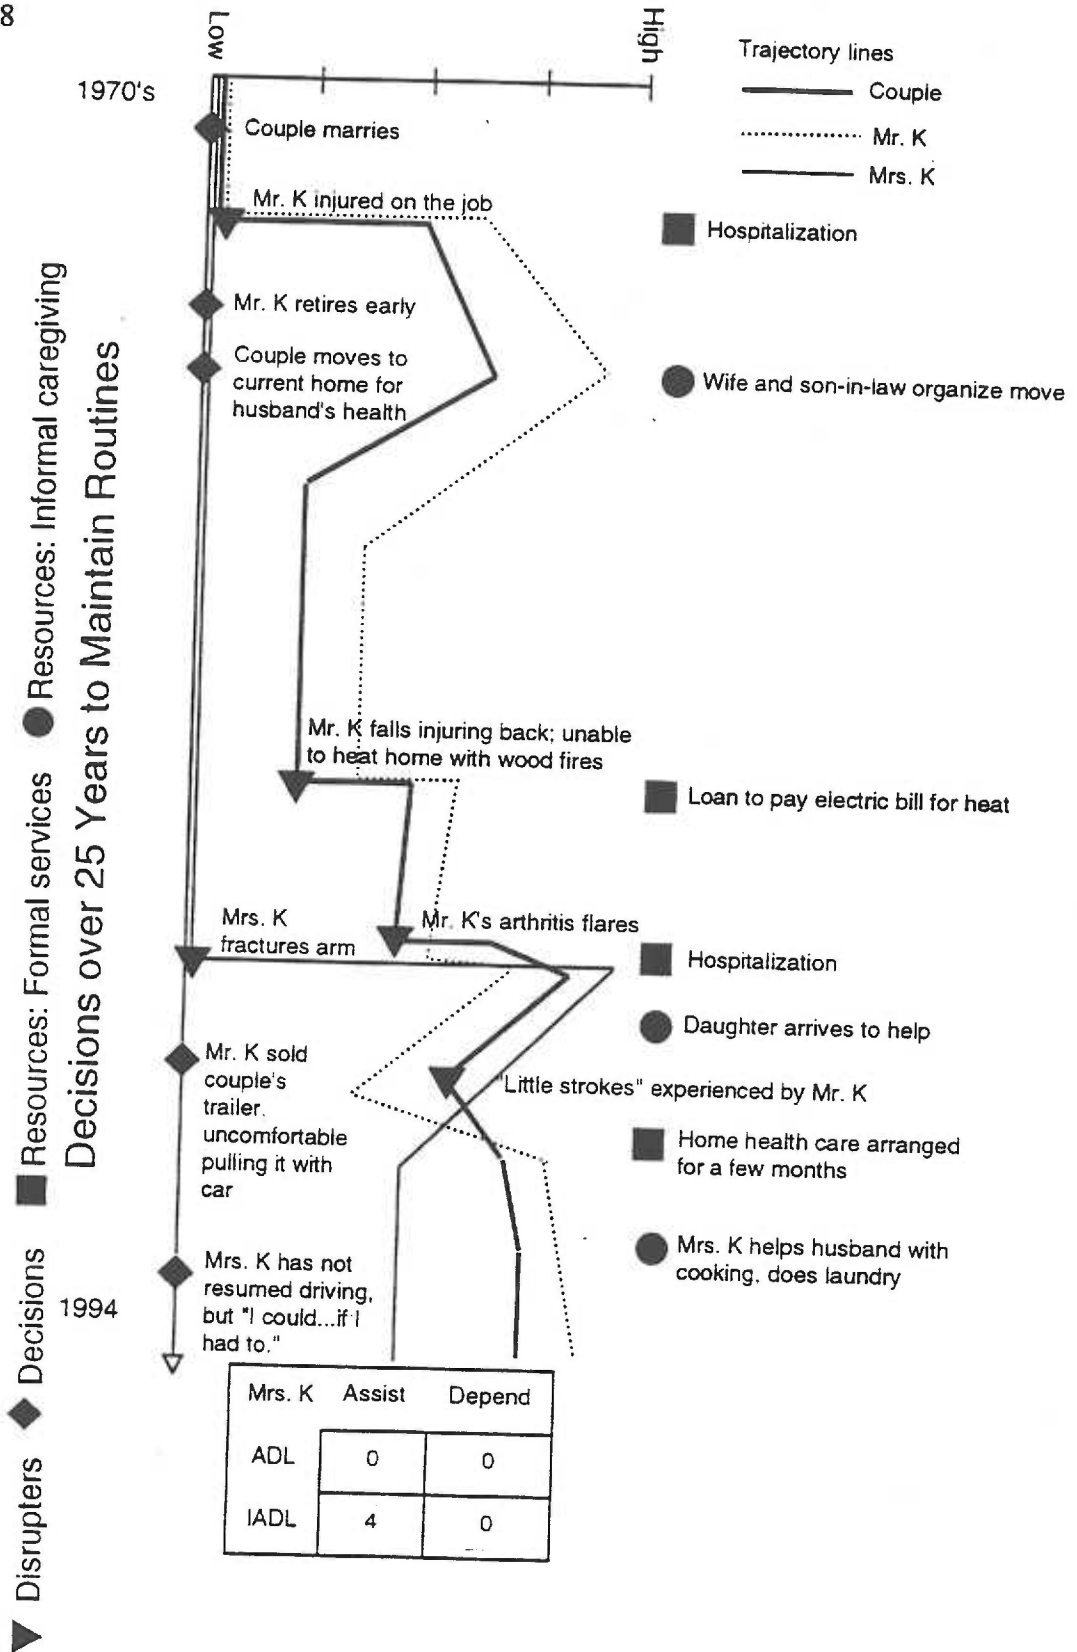 8
Low
High
1970's
Trajectory lines
Couple
Mr. K
Mrs. K
Couple marries
Mr. K injured on the job
Hospitalization
Mr. K retires early
Couple moves to
current home for
husband's health
Wife and son-in-law organize move
Mr. K falls injuring back; unable
to heat home with wood fires
Loan to pay electric bill for heat
Mrs. K
fractures arm
Mr. K's arthritis flares
Hospitalization
Daughter arrives to help
Mr. K sold
couple's
trailer.
uncomfortable
pulling it with
car
"Little strokes" experienced by Mr. K
Home health care arranged
for a few months
Mrs. K helps husband with
cooking, does laundry
Mrs. K has not
resumed driving,
but "I could...if I
had to."
1994
Mrs. K Assist Depend
ADL 0 0
IADL 4 0
Disrupters Decisions Resources: Formal services Resources: Informal caregiving
Decisions over 25 Years to Maintain Routines